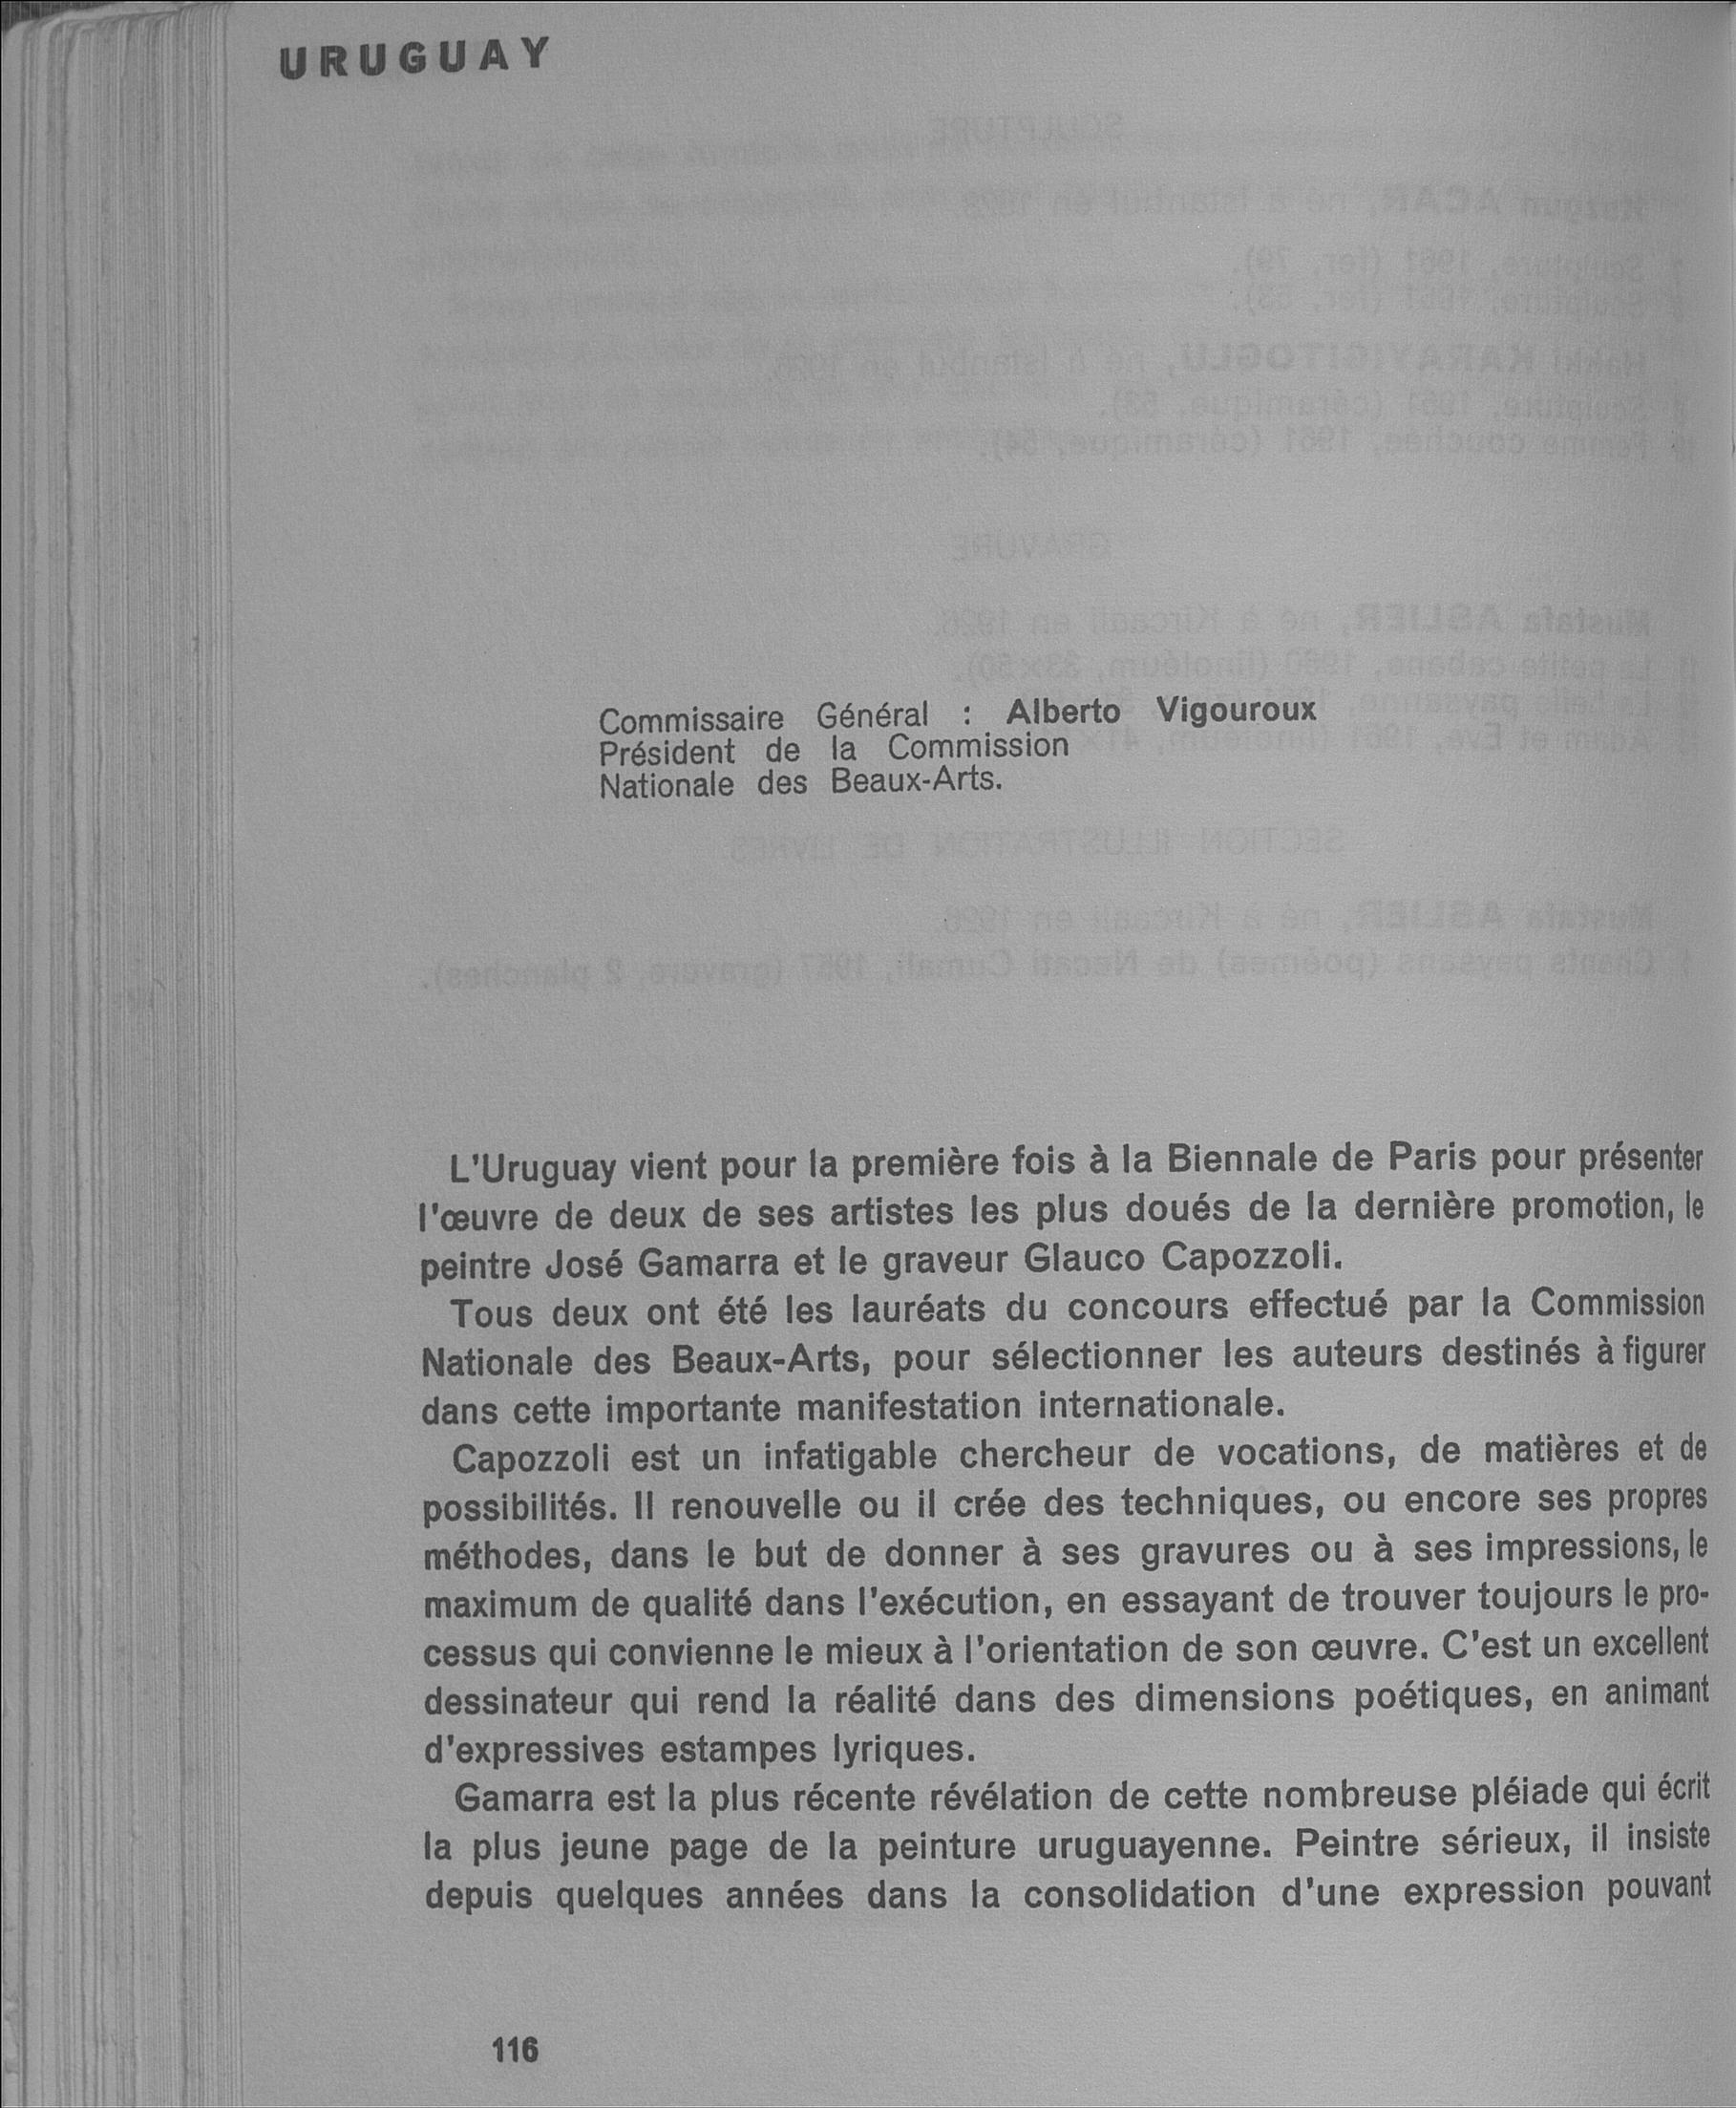 URUGUAY
Commissaire Général : Alberto Vigouroux
Président de la Commission
Nationale des Beaux-Arts.
L'Uruguay vient pour la première fois à la Biennale de Paris pour présenter
l'œuvre de deux de ses artistes les plus doués de la dernière promotion, le
peintre José Gamarra et le graveur Glauco Capozzoli.
Tous deux ont été les lauréats du concours effectué par la Commission
Nationale des Beaux-Arts, pour sélectionner les auteurs destinés à figurer
dans cette importante manifestation internationale.
Capozzoli est un infatigable chercheur de vocations, de matières et de
possibilités. Il renouvelle ou il crée des techniques, ou encore ses propres
méthodes, dans le but de donner à ses gravures ou à ses impressions, le
maximum de qualité dans l'exécution, en essayant de trouver toujours le pro-
cessus qui convienne le mieux à l'orientation de son œuvre. C'est un excellent
dessinateur qui rend la réalité dans des dimensions poétiques, en animant
d'expressives estampes lyriques.
Gamarra est la plus récente révélation de cette nombreuse pléiade qui écrit
la plus jeune page de la peinture uruguayenne. Peintre sérieux, il insiste
depuis quelques années dans la consolidation d'une expression pouvant
116